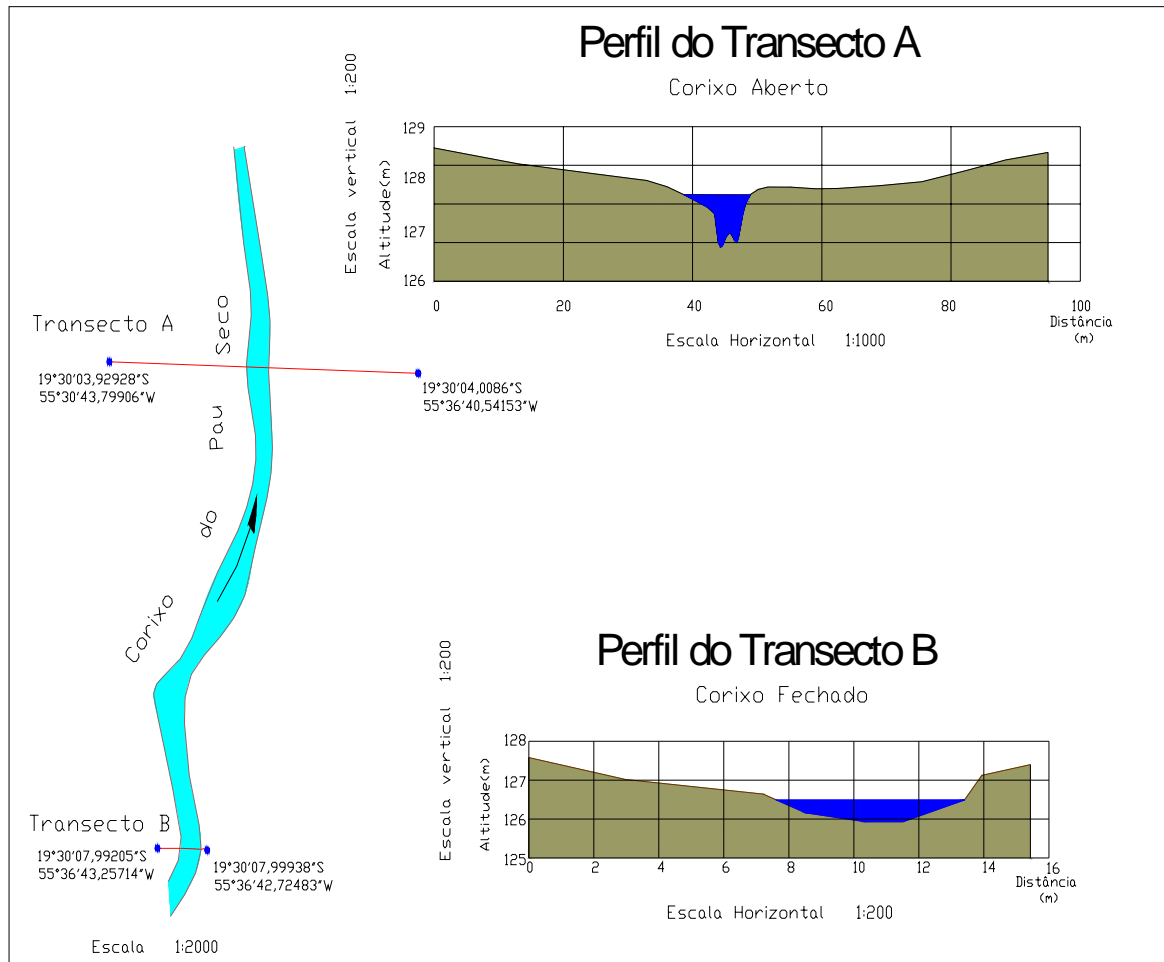 Perfil do Transecto A
Corixo Aberto
Escala vertical 1:200
Altitude(m)
129
128
127
126
0 20 40 60 80 100
Distância
(m)
Escala Horizontal 1:1000
Transecto A
19°30'03,92928"S
55°30'43,79906"W
19°30'04,0086"S
55°36'40,54153"W
Corixo do Pau Seco
Perfil do Transecto B
Corixo Fechado
Escala vertical 1:200
Altitude(m)
128
127
126
125
0 2 4 6 8 10 12 14 16
Distância
(m)
Escala Horizontal 1:200
Transecto B
19°30'07,99205"S
55°36'43,25714"W
19°30'07,99938"S
55°36'42,72483"W
Escala 1:2000